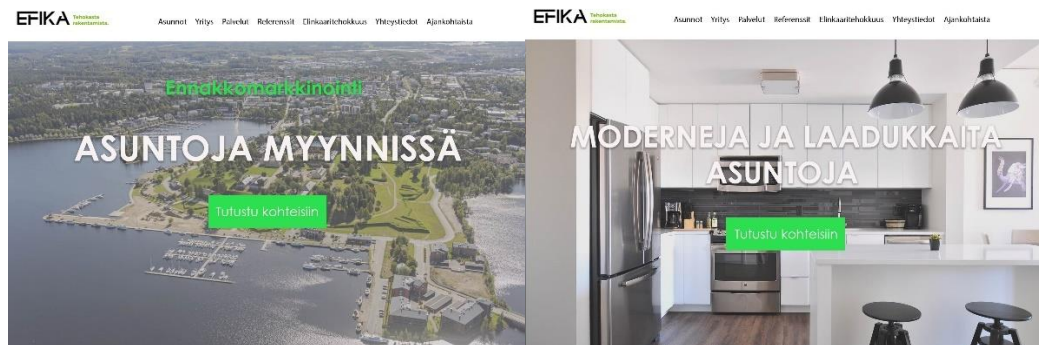 EFIKA Tehokasta rakentamista.
Asunnot Yritys Palvelut Referenssit Elinkaaritehokkuus Yhteystiedot Ajankohtaista
Ennakkomarkkinointi
ASUNTOJA MYYNNISSÄ
Tutustu kohteisiin
EFIKA Tehokasta rakentamista.
Asunnot Yritys Palvelut Referenssit Elinkaaritehokkuus Yhteystiedot Ajankohtaista
MODERNEJA JA LAADUKKAITA
ASUNTOJA
Tutustu kohteisiin